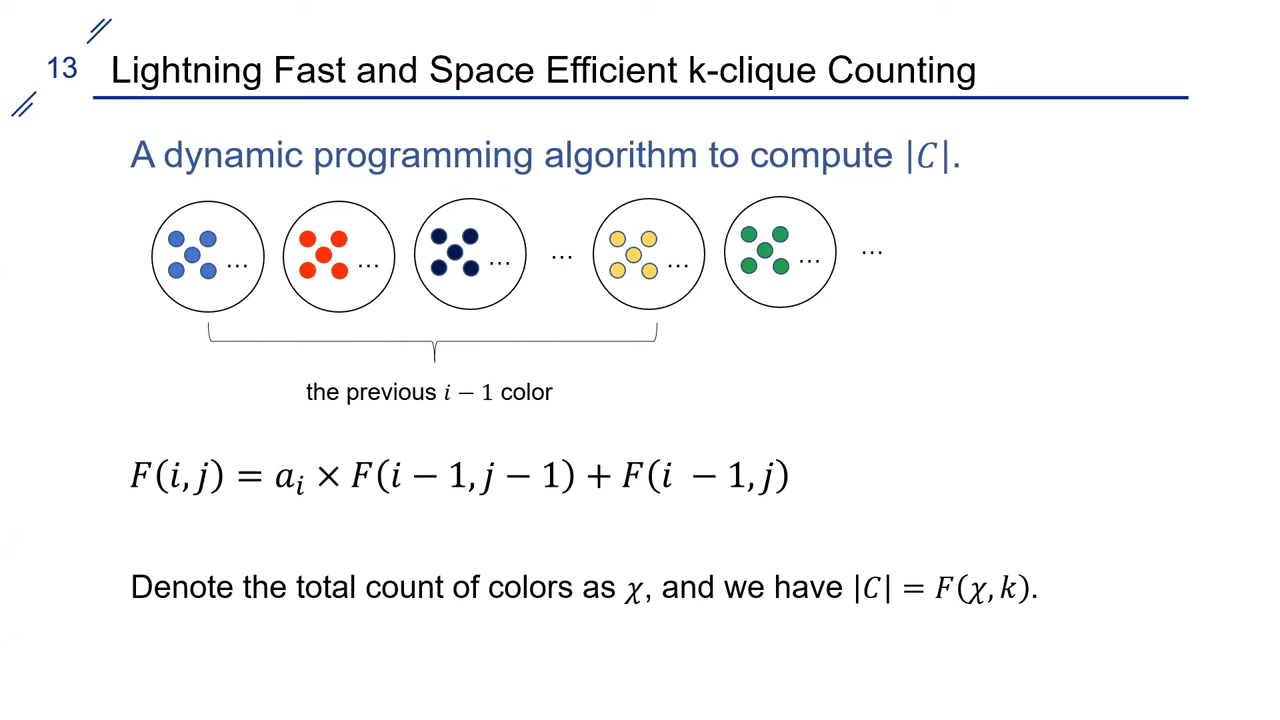 13 Lightning Fast and Space Efficient k-clique Counting
A dynamic programming algorithm to compute |𝐶|.
... ... ... ... ... ... ...
the previous 𝑖 − 1 color
𝐹(𝑖, 𝑗) = 𝑎ᵢ × 𝐹(𝑖 − 1, 𝑗 − 1) + 𝐹(𝑖 − 1, 𝑗)
Denote the total count of colors as 𝜒, and we have |𝐶| = 𝐹(𝜒, 𝑘).